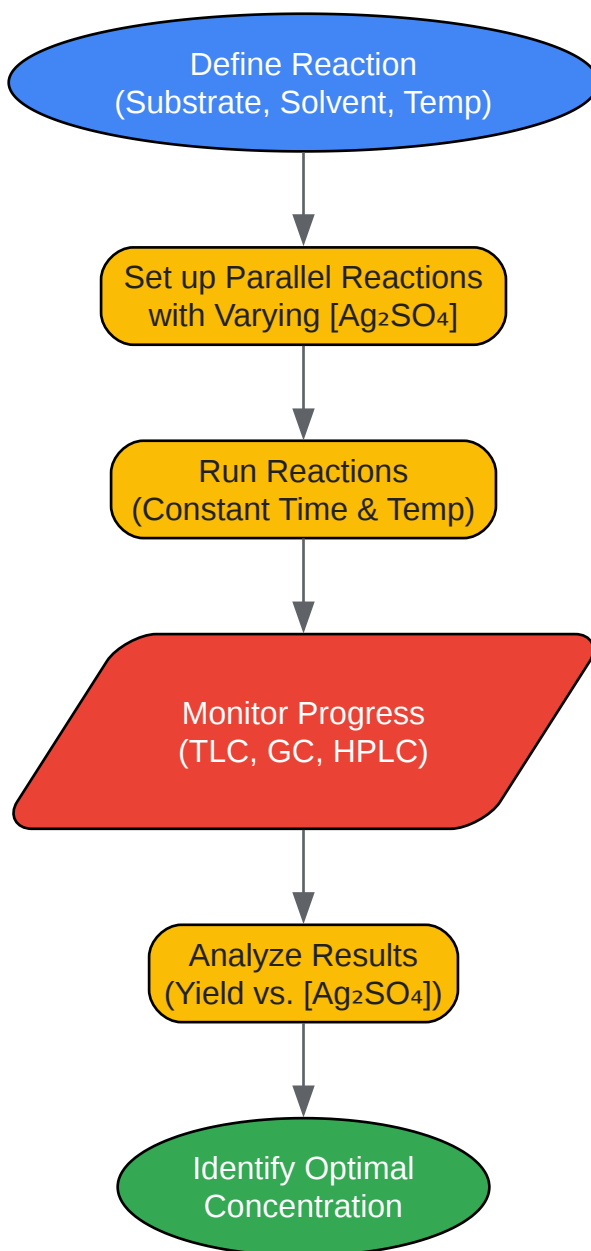 Define Reaction
(Substrate, Solvent, Temp)
Set up Parallel Reactions
with Varying [Ag₂SO₄]
Run Reactions
(Constant Time & Temp)
Monitor Progress
(TLC, GC, HPLC)
Analyze Results
(Yield vs. [Ag₂SO₄])
Identify Optimal
Concentration